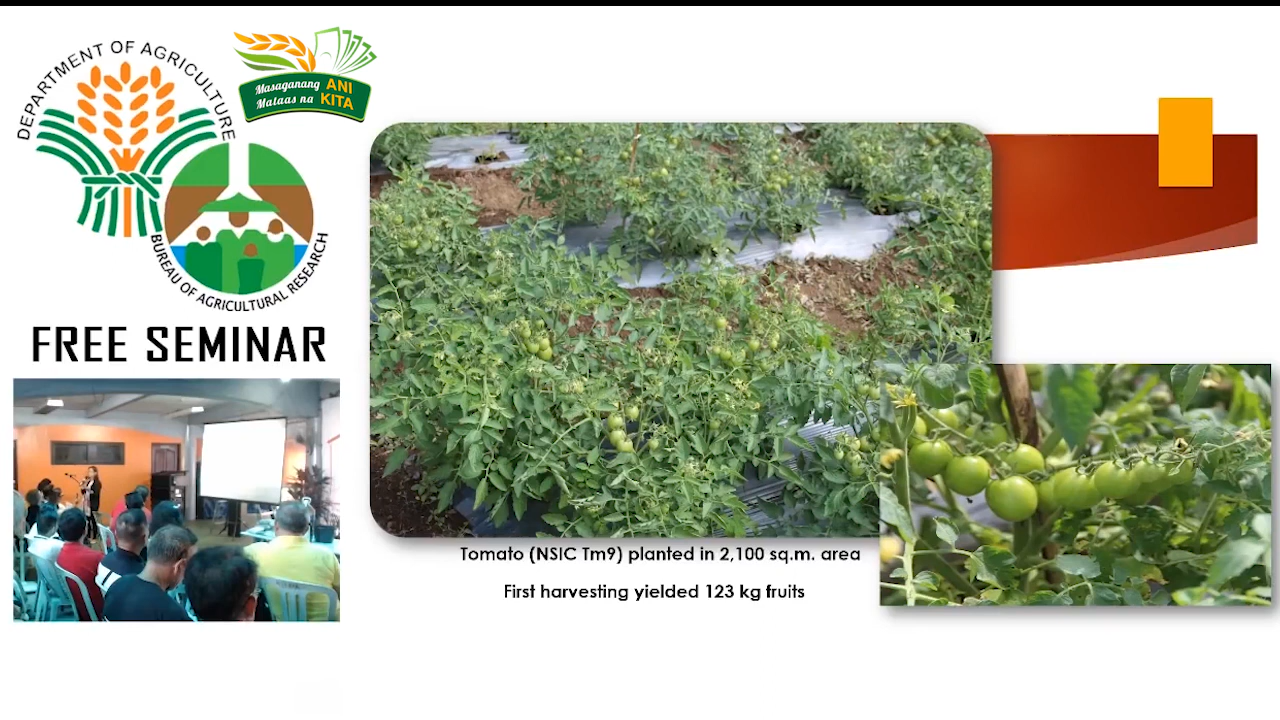 DEPARTMENT OF AGRICULTURE
Masaganang ANI
Mataas na KITA
BUREAU OF AGRICULTURAL RESEARCH
FREE SEMINAR
Tomato (NSIC Tm9) planted in 2,100 sq.m. area
First harvesting yielded 123 kg fruits